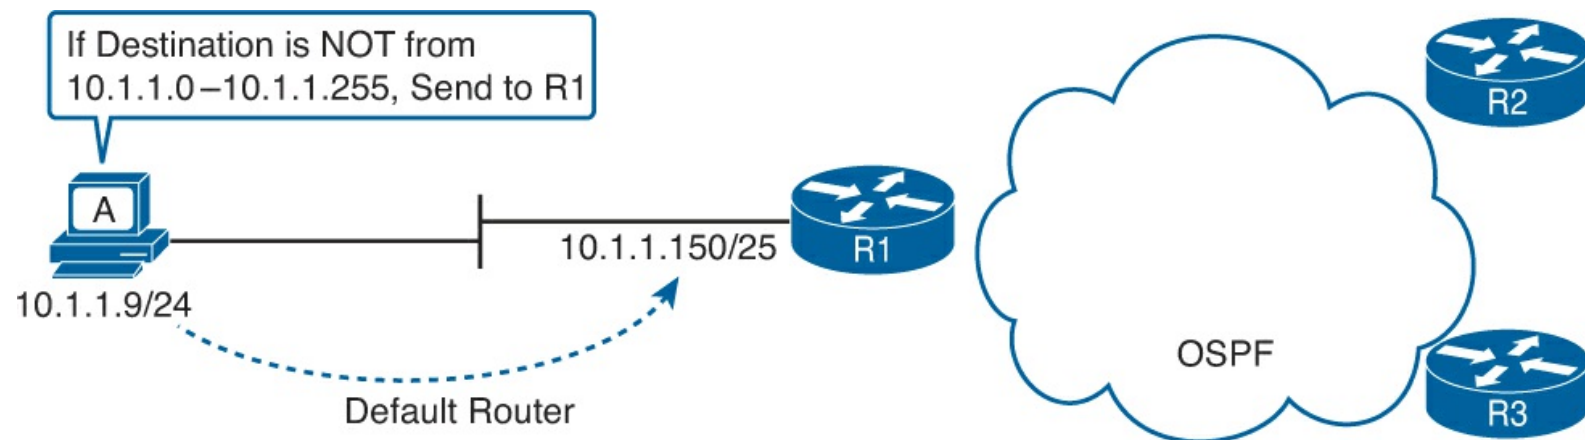 If Destination is NOT from
10.1.1.0–10.1.1.255, Send to R1
A
10.1.1.9/24
10.1.1.150/25
R1
Default Router
OSPF
R2
R3